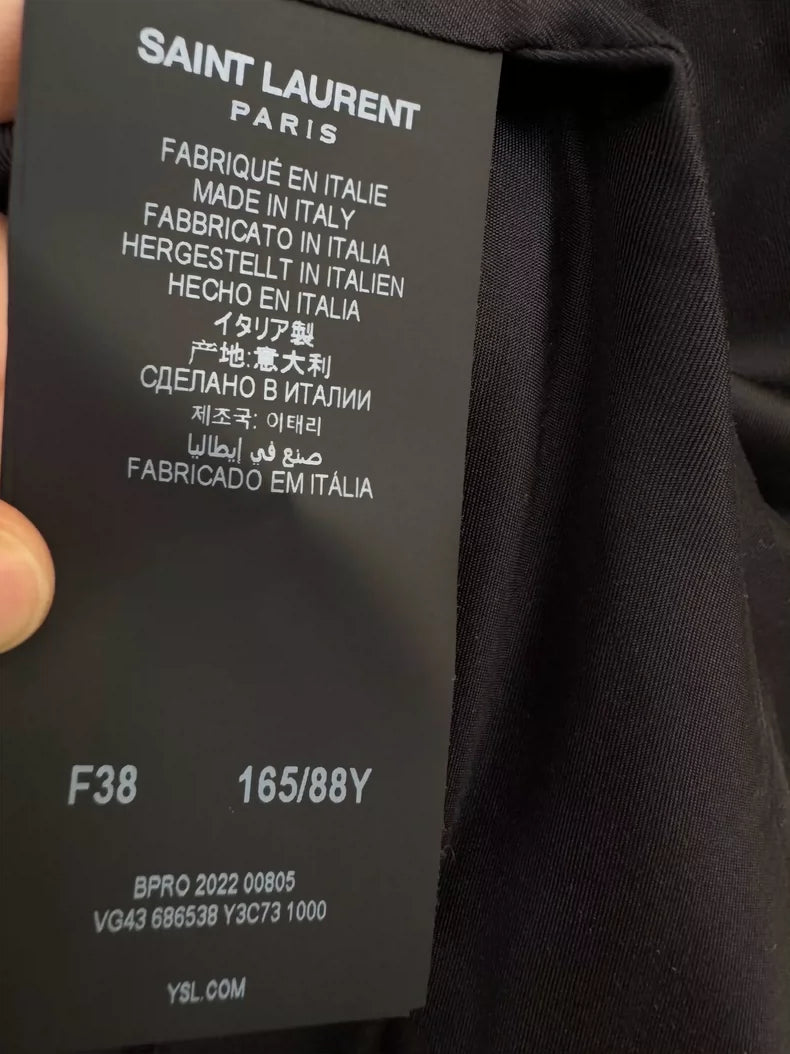 SAINT LAURENT
PARIS
FABRIQUÉ EN ITALIE
MADE IN ITALY
FABBRICATO IN ITALIA
HERGESTELLT IN ITALIEN
HECHO EN ITALIA
イタリア製
产地:意大利
СДЕЛАНО В ИТАЛИИ
제조국: 이태리
صنع في إيطاليا
FABRICADO EM ITÁLIA
F38 165/88Y
BPRO 2022 00805
VG43 686538 Y3C73 1000
YSL.COM